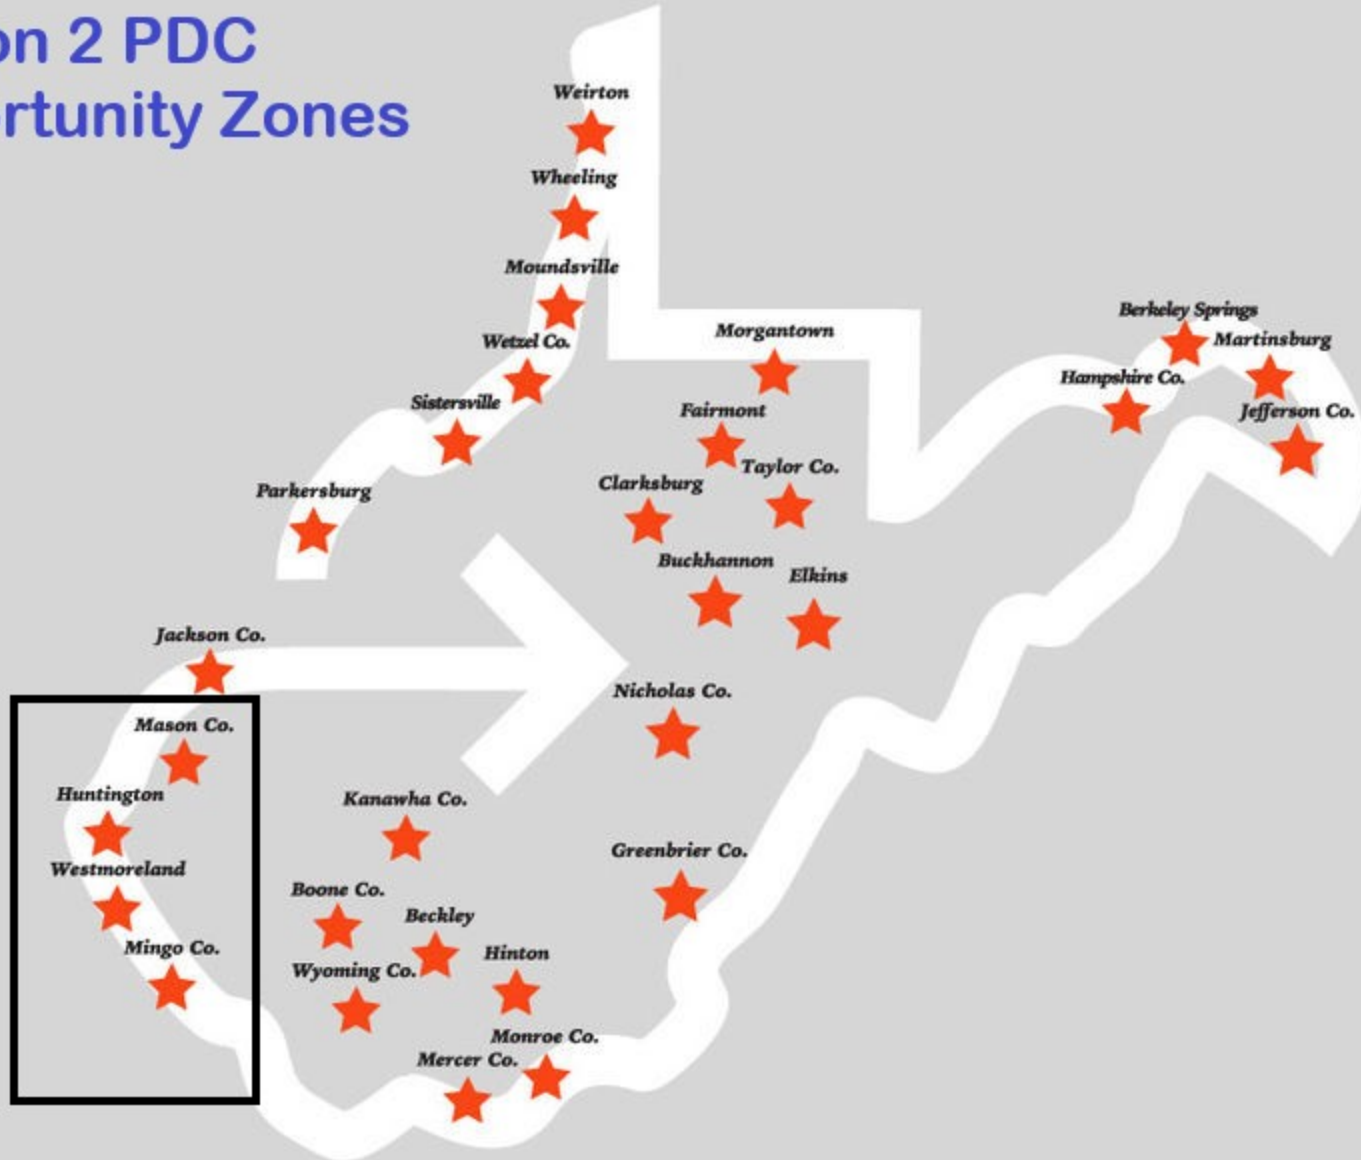 on 2 PDC
rtunity Zones
Weirton
Wheeling
Moundsville
Wetzel Co.
Sistersville
Parkersburg
Morgantown
Fairmont
Taylor Co.
Clarksburg
Buckhannon
Elkins
Berkeley Springs
Martinsburg
Hampshire Co.
Jefferson Co.
Jackson Co.
Mason Co.
Huntington
Westmoreland
Mingo Co.
Nicholas Co.
Kanawha Co.
Greenbrier Co.
Boone Co.
Beckley
Wyoming Co.
Hinton
Monroe Co.
Mercer Co.